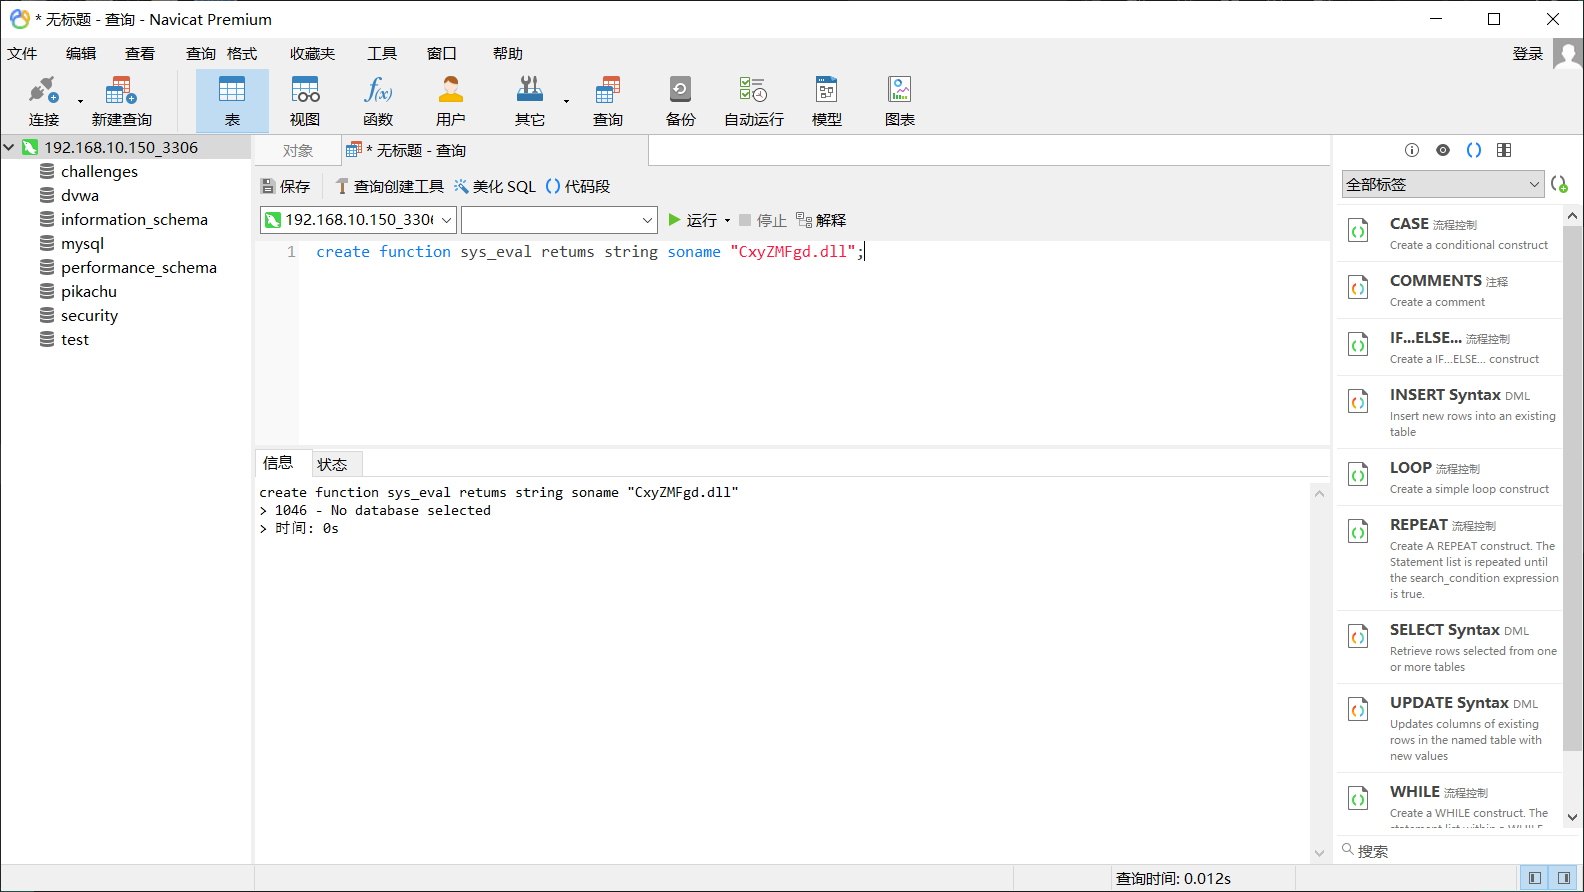 * 无标题 - 查询 - Navicat Premium
文件 编辑 查看 查询 格式 收藏夹 工具 窗口 帮助 登录
连接 新建查询 表 视图 函数 用户 其它 查询 备份 自动运行 模型 图表
192.168.10.150_3306
challenges
dvwa
information_schema
mysql
performance_schema
pikachu
security
test
对象 * 无标题 - 查询
保存 查询创建工具 美化 SQL 代码段
192.168.10.150_330 运行 停止 解释
1 create function sys_eval retums string soname "CxyZMFgd.dll";
信息 状态
create function sys_eval retums string soname "CxyZMFgd.dll"
> 1046 - No database selected
> 时间: 0s
全部标签
CASE 流程控制
Create a conditional construct
COMMENTS 注释
Create a comment
IF...ELSE... 流程控制
Create a IF...ELSE... construct
INSERT Syntax DML
Insert new rows into an existing
table
LOOP 流程控制
Create a simple loop construct
REPEAT 流程控制
Create A REPEAT construct. The
Statement list is repeated until
the search_condition expression
is true.
SELECT Syntax DML
Retrieve rows selected from one
or more tables
UPDATE Syntax DML
Updates columns of existing
rows in the named table with
new values
WHILE 流程控制
Create a WHILE construct. The
搜索
查询时间: 0.012s